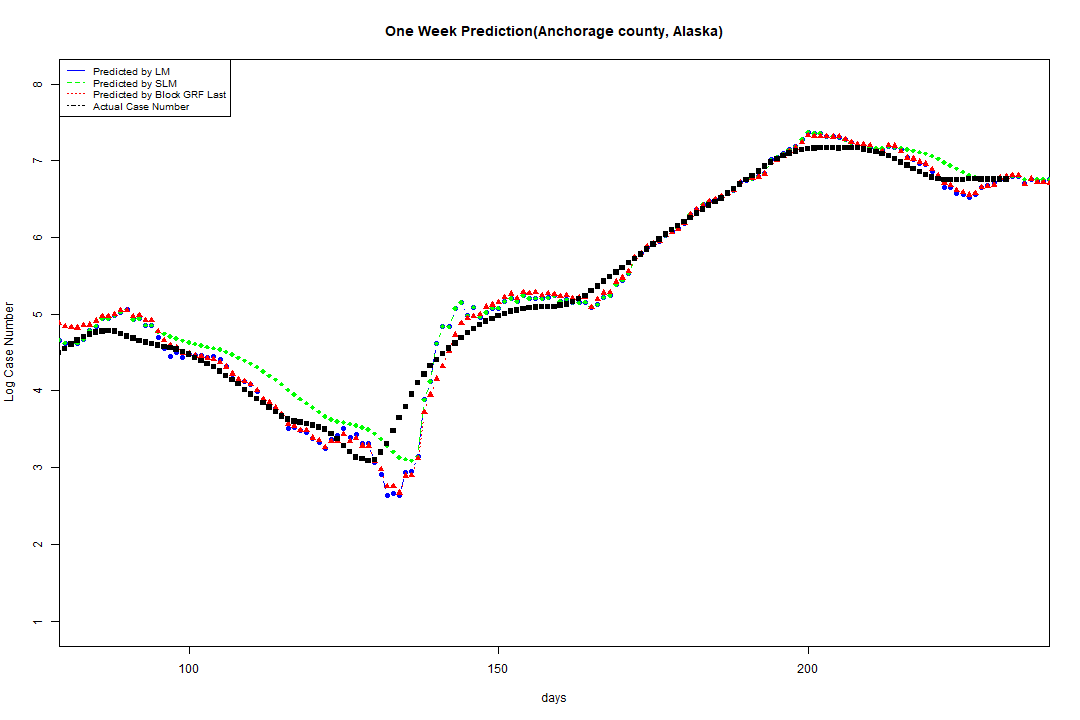 One Week Prediction(Anchorage county, Alaska)
Predicted by LM
Predicted by SLM
Predicted by Block GRF Last
Actual Case Number
8
7
6
5
4
3
2
1
Log Case Number
100
150
200
days